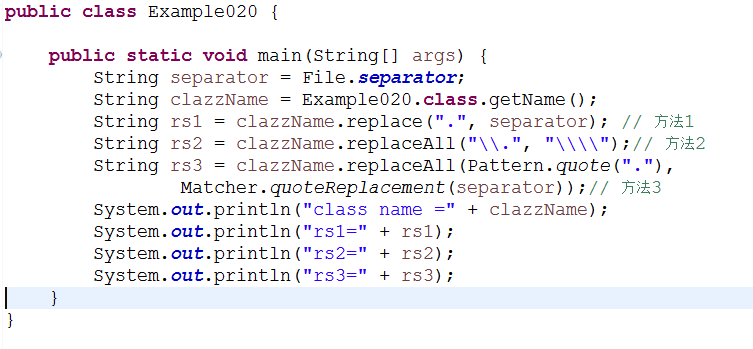 public class Example020 {
public static void main(String[] args) {
String separator = File.separator;
String clazzName = Example020.class.getName();
String rs1 = clazzName.replace(".", separator); // 方法1
String rs2 = clazzName.replaceAll("\\.", "\\\\");// 方法2
String rs3 = clazzName.replaceAll(Pattern.quote("."),
Matcher.quoteReplacement(separator));// 方法3
System.out.println("class name =" + clazzName);
System.out.println("rs1=" + rs1);
System.out.println("rs2=" + rs2);
System.out.println("rs3=" + rs3);
}
}